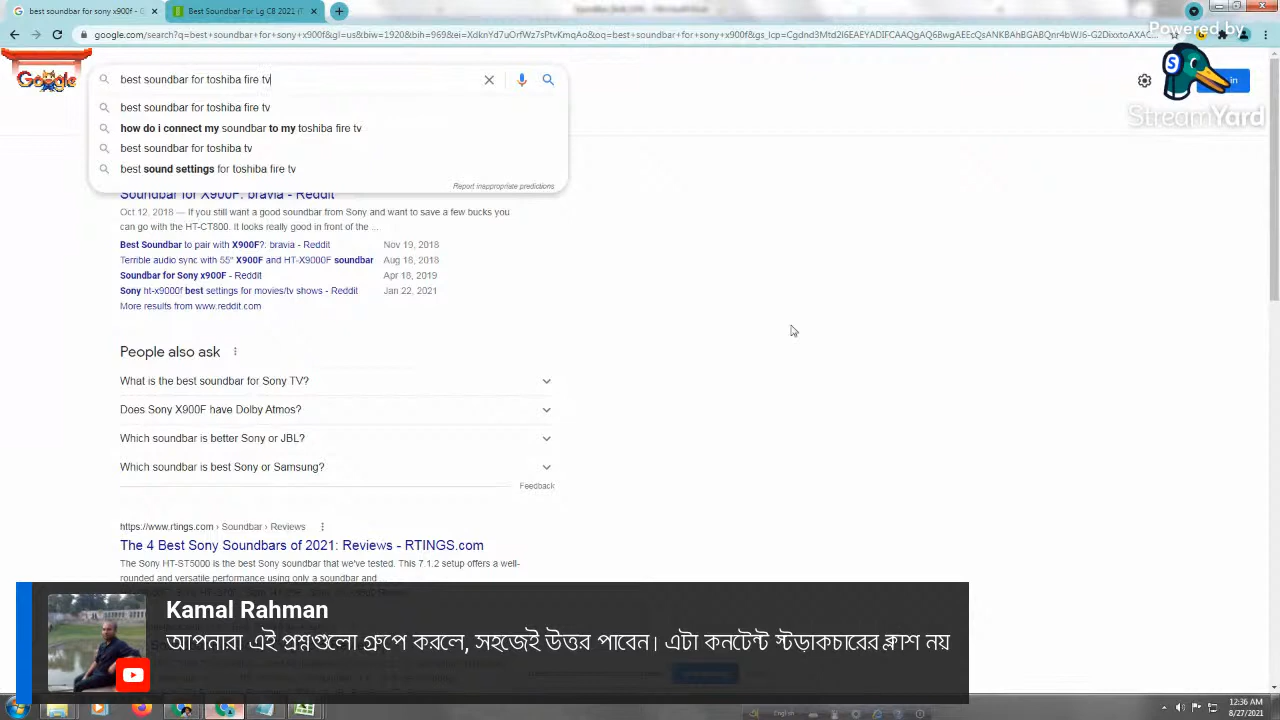 best soundbar for sony x900f - G
Best Soundbar for LG C8 2021 (T
Powered by
StreamYard
best soundbar for toshiba fire tv
best soundbar for toshiba fire tv
how do i connect my soundbar to my toshiba fire tv
best soundbar for toshiba tv
best sound settings for toshiba fire tv
Report inappropriate predictions
Soundbar for X900F: bravia - Reddit
Oct 12, 2018 — If you still want a good soundbar from Sony and want to save a few bucks you
can go with the HT-CT800. It looks really good in front of the ...
Best Soundbar to pair with X900F?: bravia - Reddit Nov 19, 2018
Terrible audio sync with 55" X900F and HT-X9000F soundbar Aug 18, 2018
Soundbar for Sony x900F - Reddit Apr 18, 2019
Sony ht-x9000f best settings for movies/tv shows - Reddit Jan 22, 2021
More results from www.reddit.com
People also ask
What is the best soundbar for Sony TV?
Does Sony X900F have Dolby Atmos?
Which soundbar is better Sony or JBL?
Which soundbar is best Sony or Samsung?
Feedback
https://www.rtings.com › Soundbar › Reviews
The 4 Best Sony Soundbars of 2021: Reviews - RTINGS.com
The Sony HT-ST5000 is the best Sony soundbar that we've tested. This 7.1.2 setup offers a well-
rounded and versatile performance using only a soundbar and
Kamal Rahman
আপনারা এই প্রশ্নগুলো গ্রুপে করলে, সহজেই উত্তর পাবেন। এটা কনটেন্ট স্টড়াকচারের ক্লাশ নয়
English
12:36 AM
8/27/2021